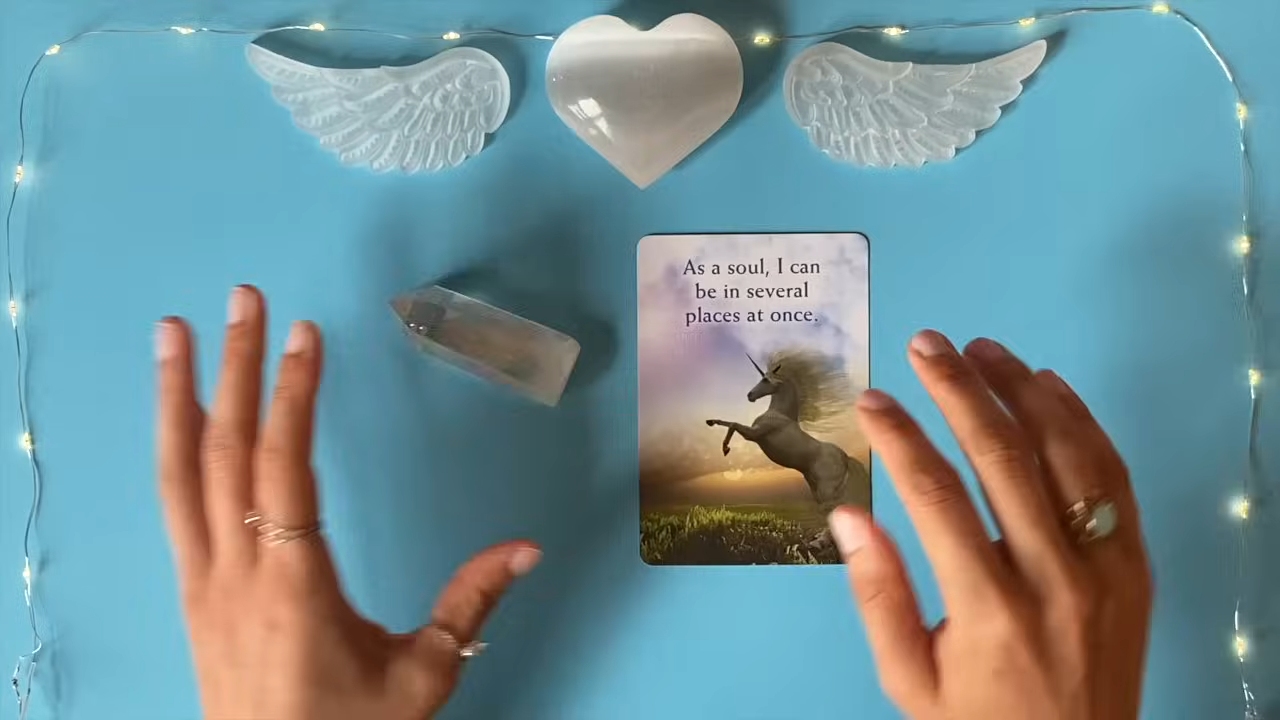 As a soul, I can
be in several
places at once.